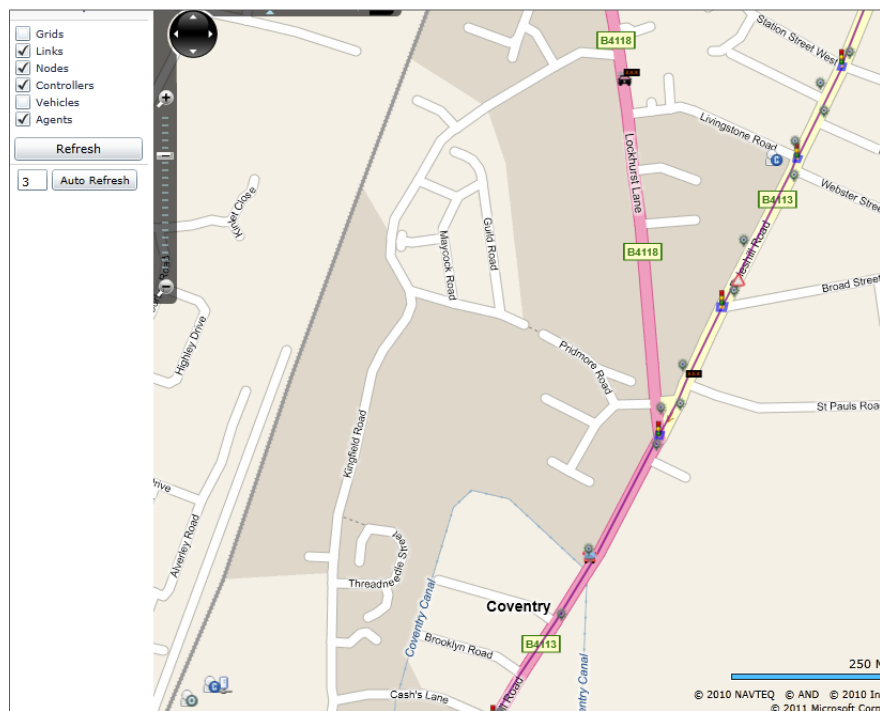 Grids
Links
Nodes
Controllers
Vehicles
Agents
Refresh
3
Auto Refresh
B4118
Station Street West
Livingstone Road
Lockhurst Lane
Webster Stree
B4113
Kinlet Close
Guild Road
Maycock Road
B4118
Road
Broad Street
Highley Drive
Pridmore Road
St Pauls Road
Kingfield Road
Drive
Alverley Road
Threadneedle Street
Coventry Canal
Coventry
Brooklyn Road
B4113
Cash's Lane
Road
entry Canal
250 M
© 2010 NAVTEQ © AND © 2010 In
© 2011 Microsoft Corp